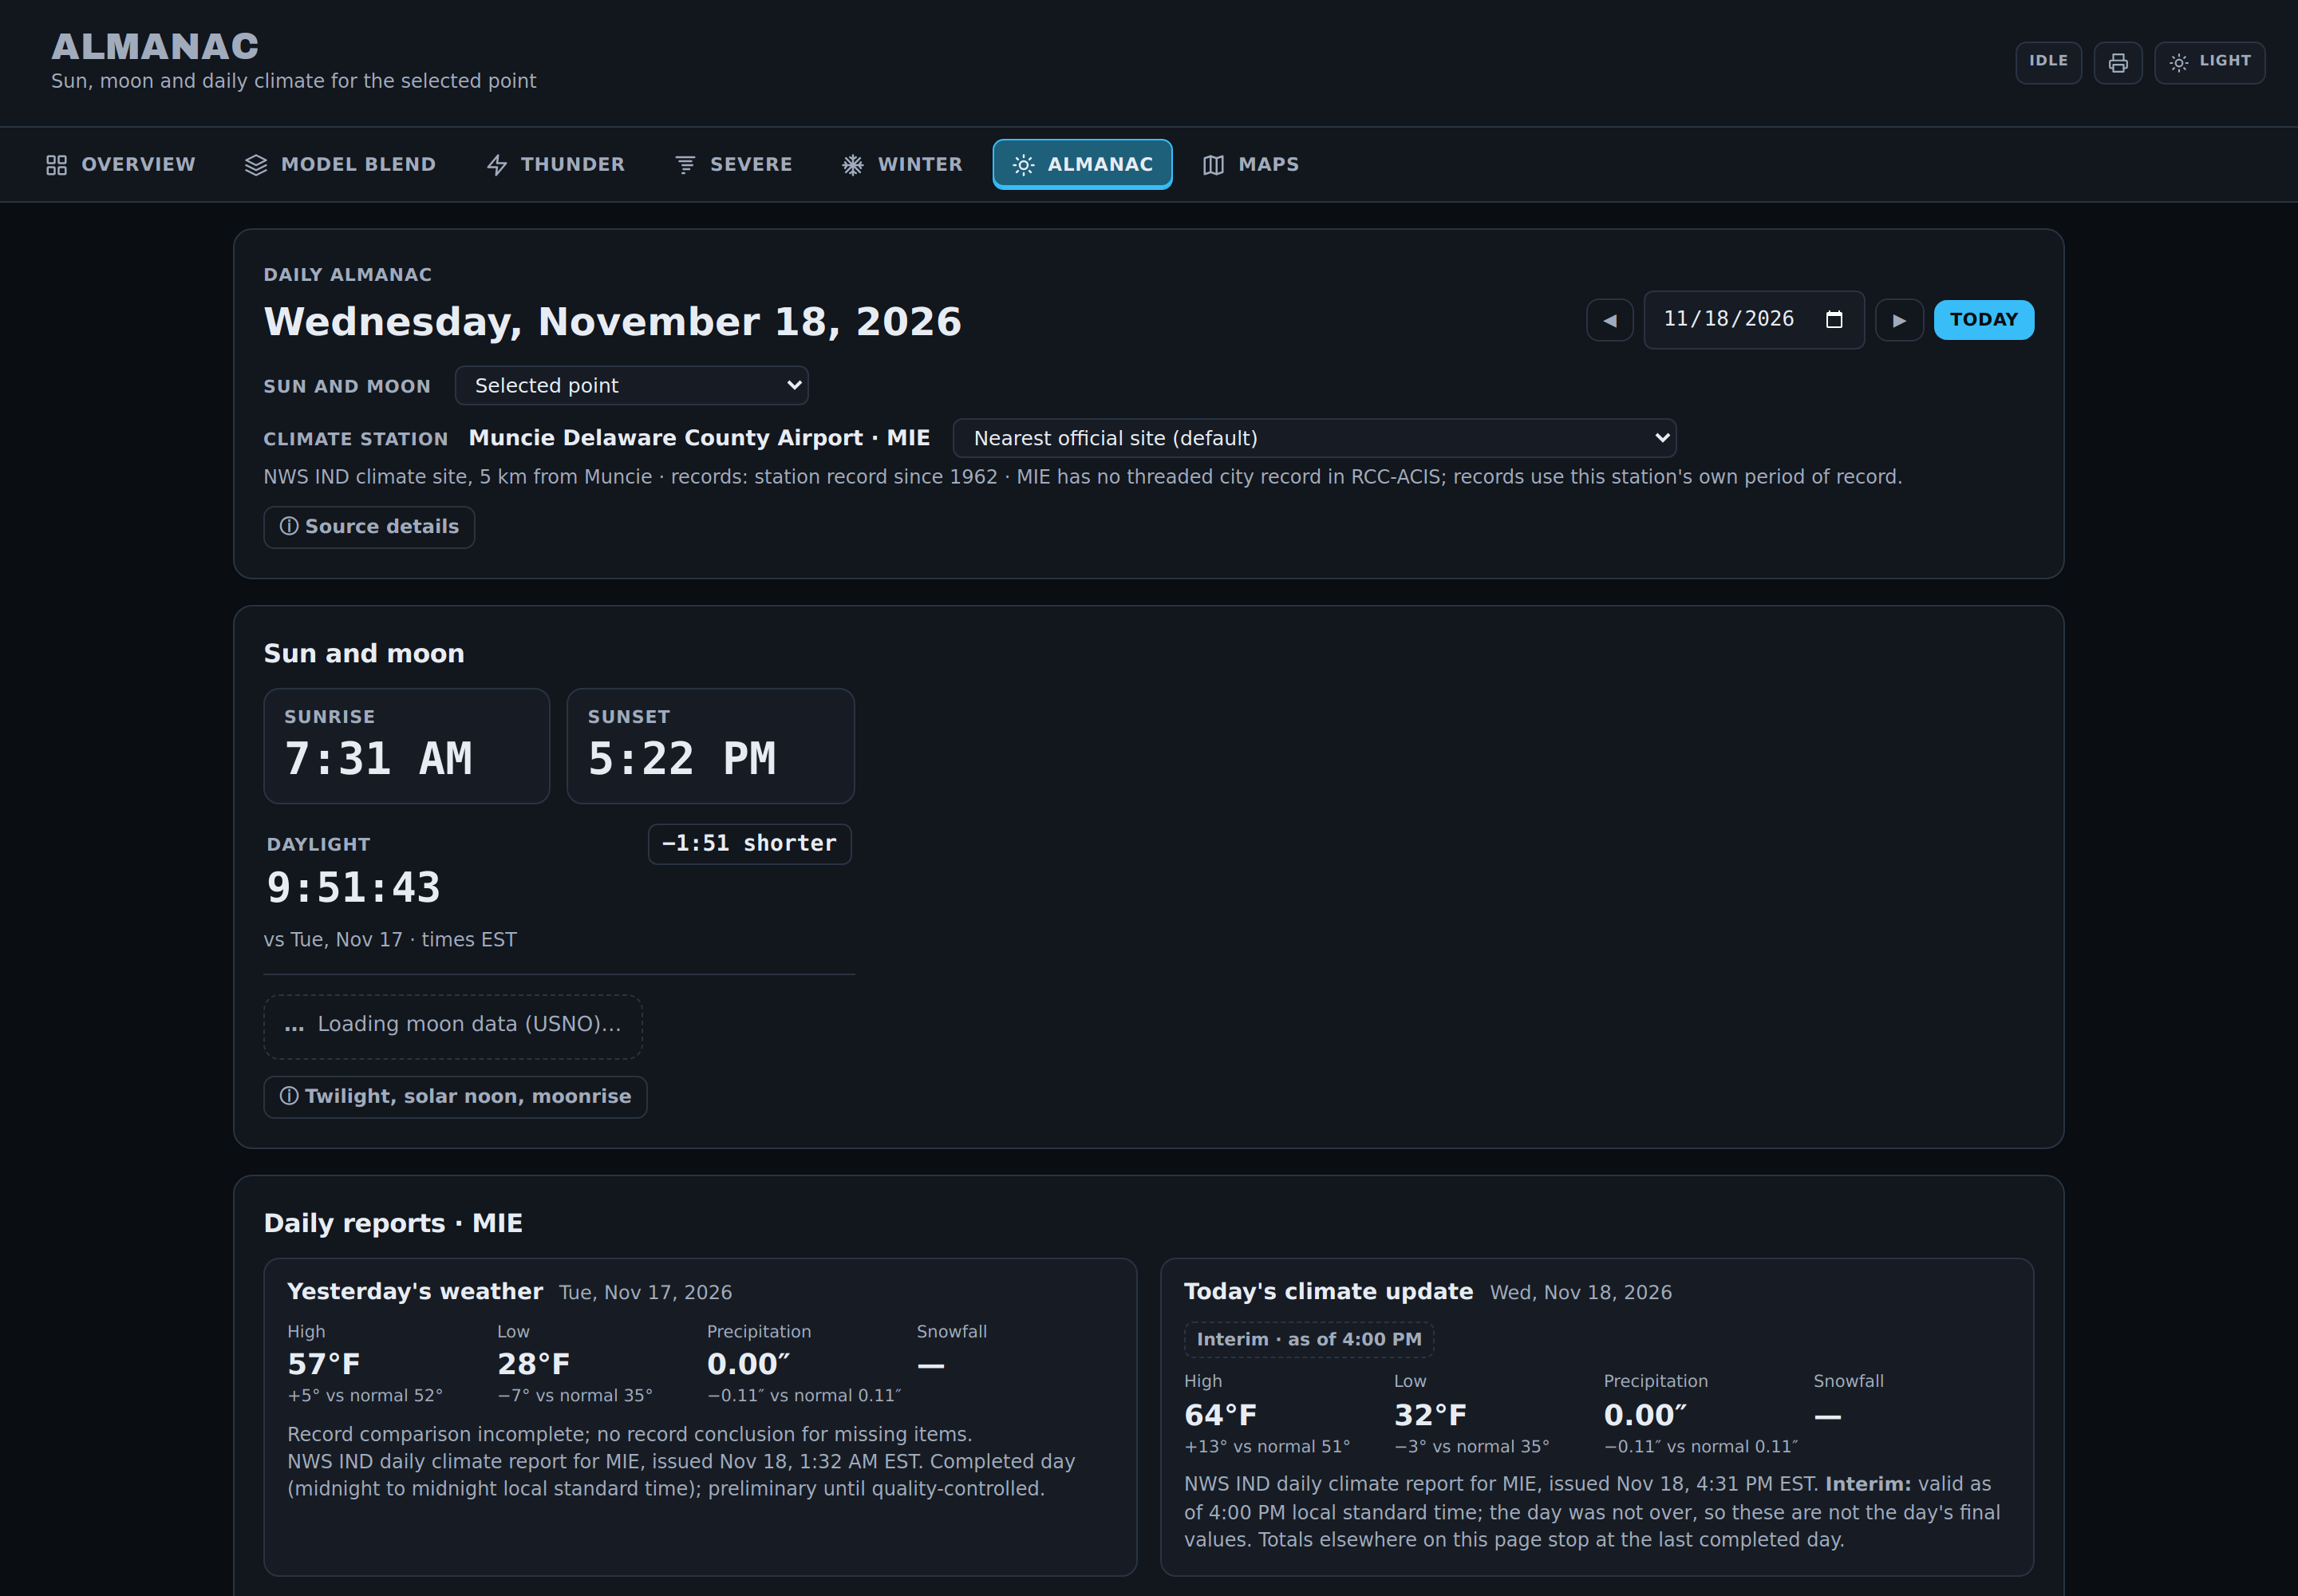 ALMANAC
Sun, moon and daily climate for the selected point
IDLE
LIGHT
OVERVIEW
MODEL BLEND
THUNDER
SEVERE
WINTER
ALMANAC
MAPS
DAILY ALMANAC
Wednesday, November 18, 2026
◀
11/18/2026
▶
TODAY
SUN AND MOON
Selected point
CLIMATE STATION
Muncie Delaware County Airport · MIE
Nearest official site (default)
NWS IND climate site, 5 km from Muncie · records: station record since 1962 · MIE has no threaded city record in RCC-ACIS; records use this station's own period of record.
ⓘ Source details
Sun and moon
SUNRISE
7:31 AM
SUNSET
5:22 PM
DAYLIGHT
−1:51 shorter
9:51:43
vs Tue, Nov 17 · times EST
… Loading moon data (USNO)…
ⓘ Twilight, solar noon, moonrise
Daily reports · MIE
Yesterday's weather Tue, Nov 17, 2026
High
57°F
+5° vs normal 52°
Low
28°F
−7° vs normal 35°
Precipitation
0.00″
−0.11″ vs normal 0.11″
Snowfall
—
Record comparison incomplete; no record conclusion for missing items.
NWS IND daily climate report for MIE, issued Nov 18, 1:32 AM EST. Completed day
(midnight to midnight local standard time); preliminary until quality-controlled.
Today's climate update Wed, Nov 18, 2026
Interim · as of 4:00 PM
High
64°F
+13° vs normal 51°
Low
32°F
−3° vs normal 35°
Precipitation
0.00″
−0.11″ vs normal 0.11″
Snowfall
—
NWS IND daily climate report for MIE, issued Nov 18, 4:31 PM EST. Interim: valid as
of 4:00 PM local standard time; the day was not over, so these are not the day's final
values. Totals elsewhere on this page stop at the last completed day.